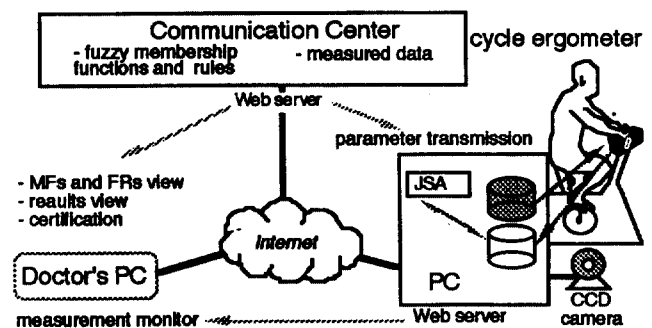 Communication Center
- fuzzy membership functions and rules
- measured data
cycle ergometer
Web server
parameter transmission
- MFs and FRs view
- reaults view
- certification
JSA
Internet
Doctor's PC
PC
CCD camera
measurement monitor
Web server